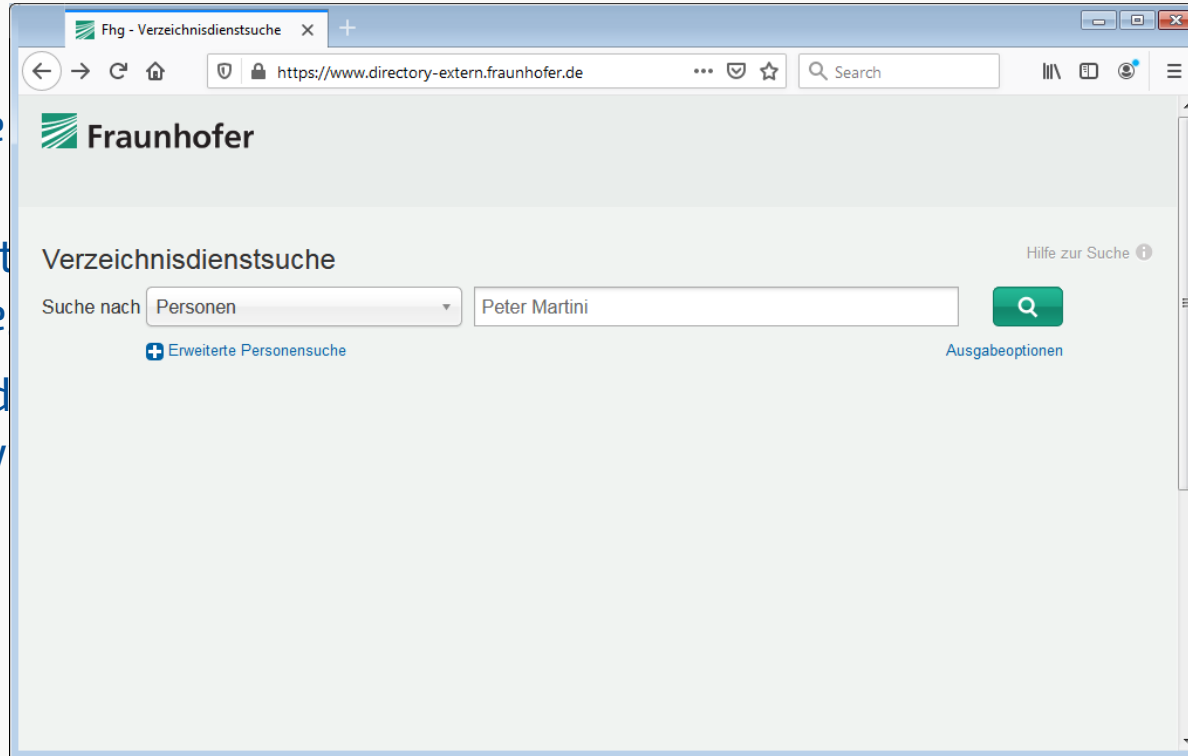 Fhg - Verzeichnisdienstsuche
https://www.directory-extern.fraunhofer.de
Search
Fraunhofer
Verzeichnisdienstsuche
Hilfe zur Suche
Suche nach Personen Peter Martini
Erweiterte Personensuche Ausgabeoptionen